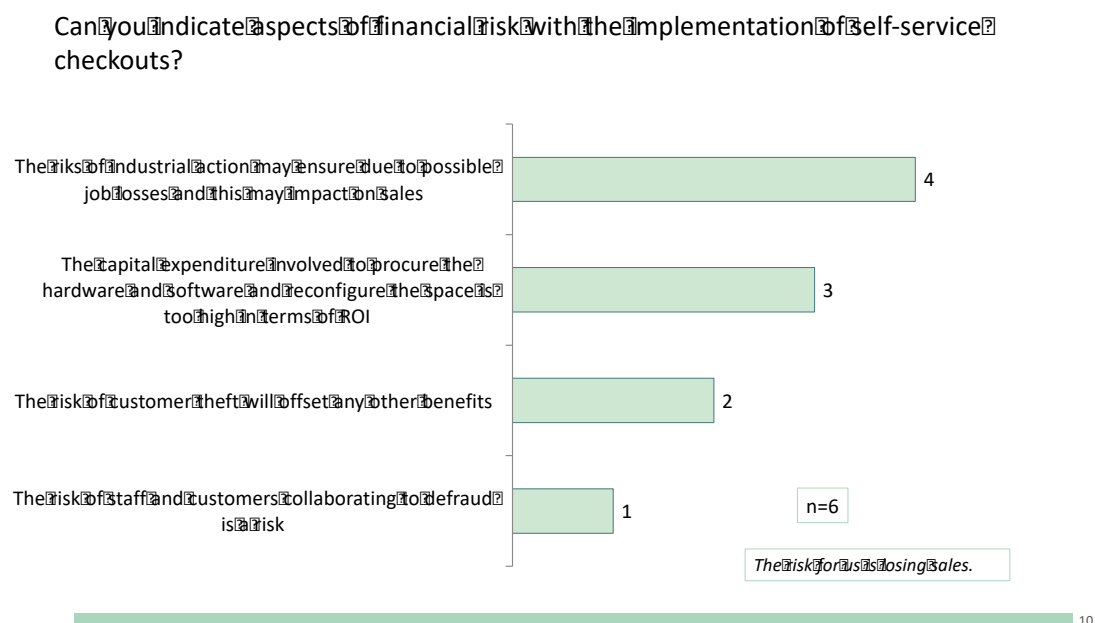 Can you indicate aspects of financial risk with the implementation of self-service
checkouts?
The riks of industrial action may ensure due to possible
job losses and this may impact on sales
4
The capital expenditure involved to procure the
hardware and software and reconfigure the space is
too high in terms of ROI
3
The risk of customer theft will offset any other benefits
2
The risk of staff and customers collaborating to defraud
is a risk
1
n=6
The risk for us is losing sales.
10